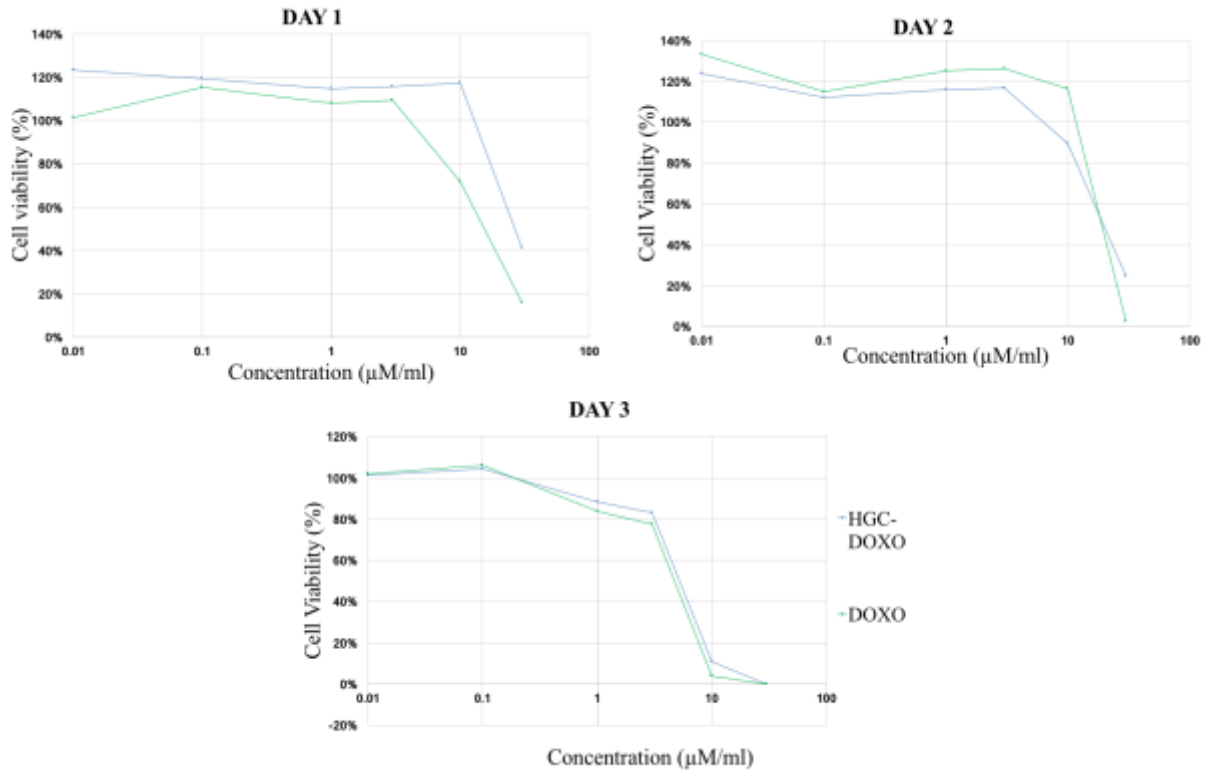 DAY 1
140%
120%
100%
80%
60%
40%
20%
0%
Cell viability (%)
0.01 0.1 1 10 100
Concentration (µM/ml)
DAY 2
140%
120%
100%
80%
60%
40%
20%
0%
Cell Viability (%)
0.01 0.1 1 10 100
Concentration (µM/ml)
DAY 3
120%
100%
80%
60%
40%
20%
0%
-20%
Cell Viability (%)
0.01 0.1 1 10 100
Concentration (µM/ml)
HGC-
DOXO
DOXO